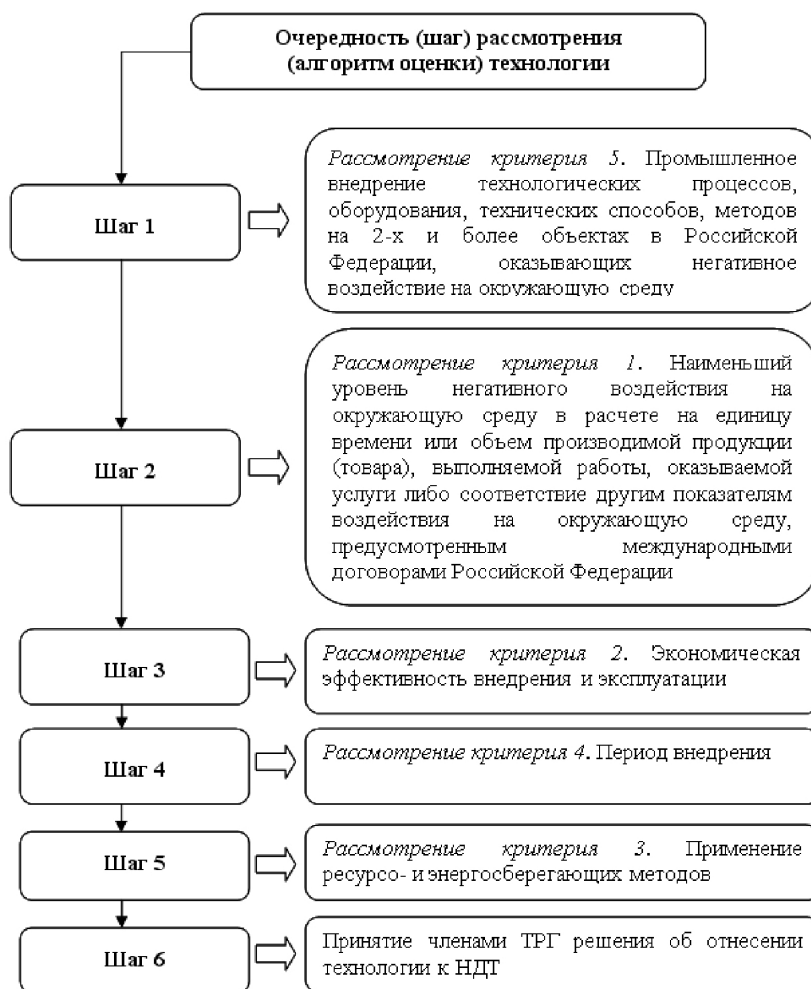 Очередность (шаг) рассмотрения
(алгоритм оценки) технологии
Шаг 1
Рассмотрение критерия 5. Промышленное
внедрение технологических процессов,
оборудования, технических способов, методов
на 2-х и более объектах в Российской
Федерации, оказывающих негативное
воздействие на окружающую среду
Шаг 2
Рассмотрение критерия 1. Наименьший
уровень негативного воздействия на
окружающую среду в расчете на единицу
времени или объем производимой продукции
(товара), выполняемой работы, оказываемой
услуги либо соответствие другим показателям
воздействия на окружающую среду,
предусмотренным международными
договорами Российской Федерации
Шаг 3
Рассмотрение критерия 2. Экономическая
эффективность внедрения и эксплуатации
Шаг 4
Рассмотрение критерия 4. Период внедрения
Шаг 5
Рассмотрение критерия 3. Применение
ресурсо- и энергосберегающих методов
Шаг 6
Принятие членами ТРГ решения об отнесении
технологии к НДТ